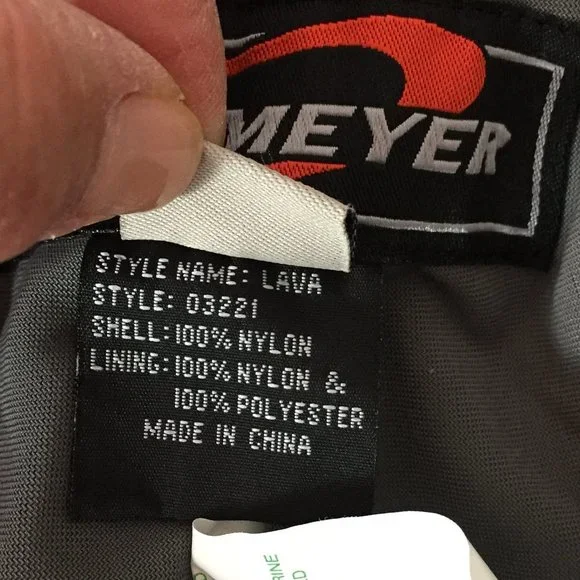 MEYER
STYLE NAME: LAVA
STYLE: 03221
SHELL: 100% NYLON
LINING: 100% NYLON &
100% POLYESTER
MADE IN CHINA